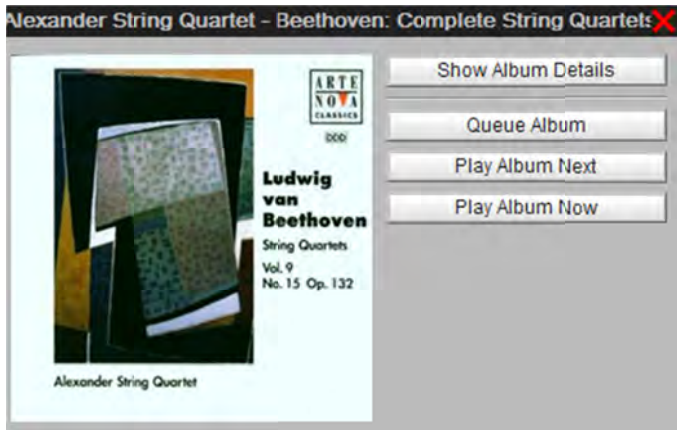 Alexander String Quartet - Beethoven: Complete String Quartets
Show Album Details
Queue Album
Play Album Next
Play Album Now
ARTE
NOVA
CLASSICS
DDD
Ludwig
van
Beethoven
String Quartets
Vol. 9
No. 15 Op. 132
Alexander String Quartet